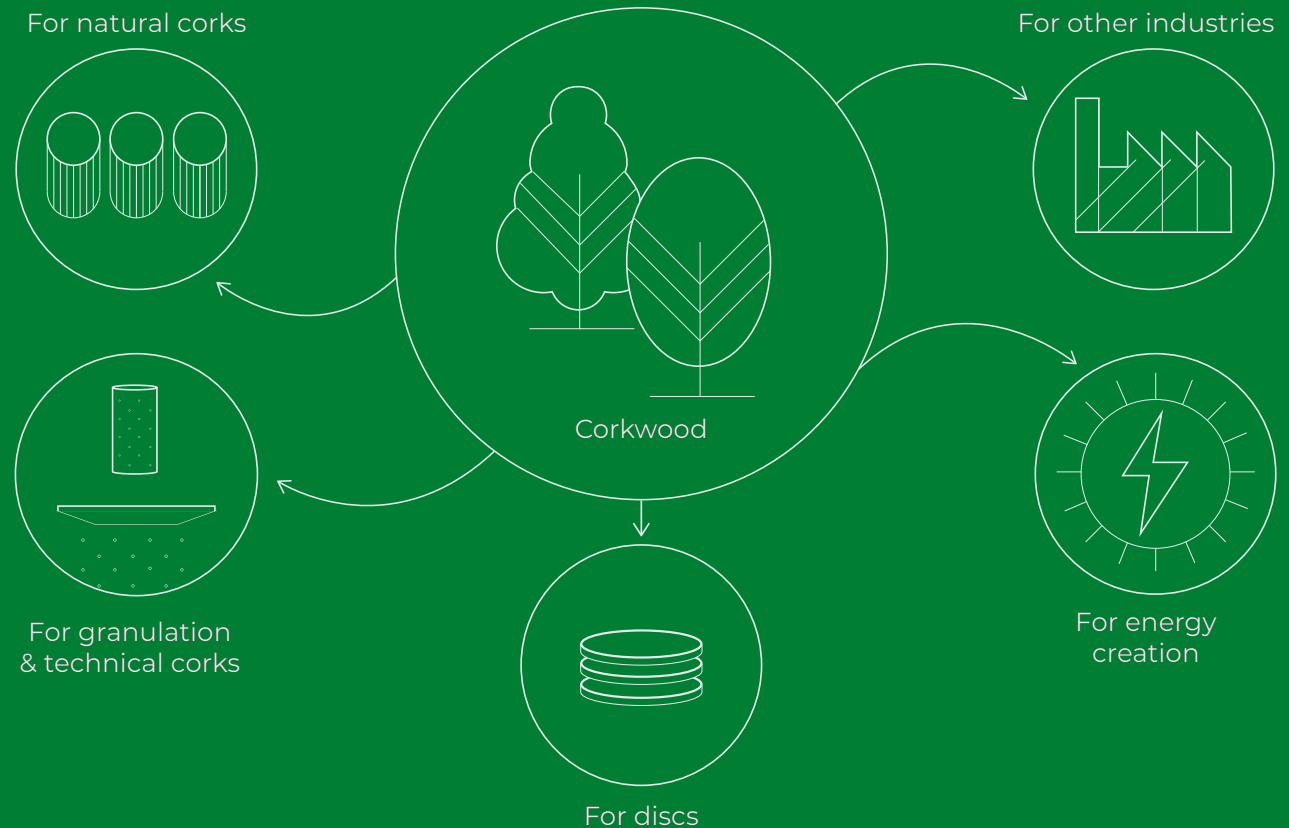 For natural corks
For other industries
Corkwood
For granulation
& technical corks
For energy
creation
For discs